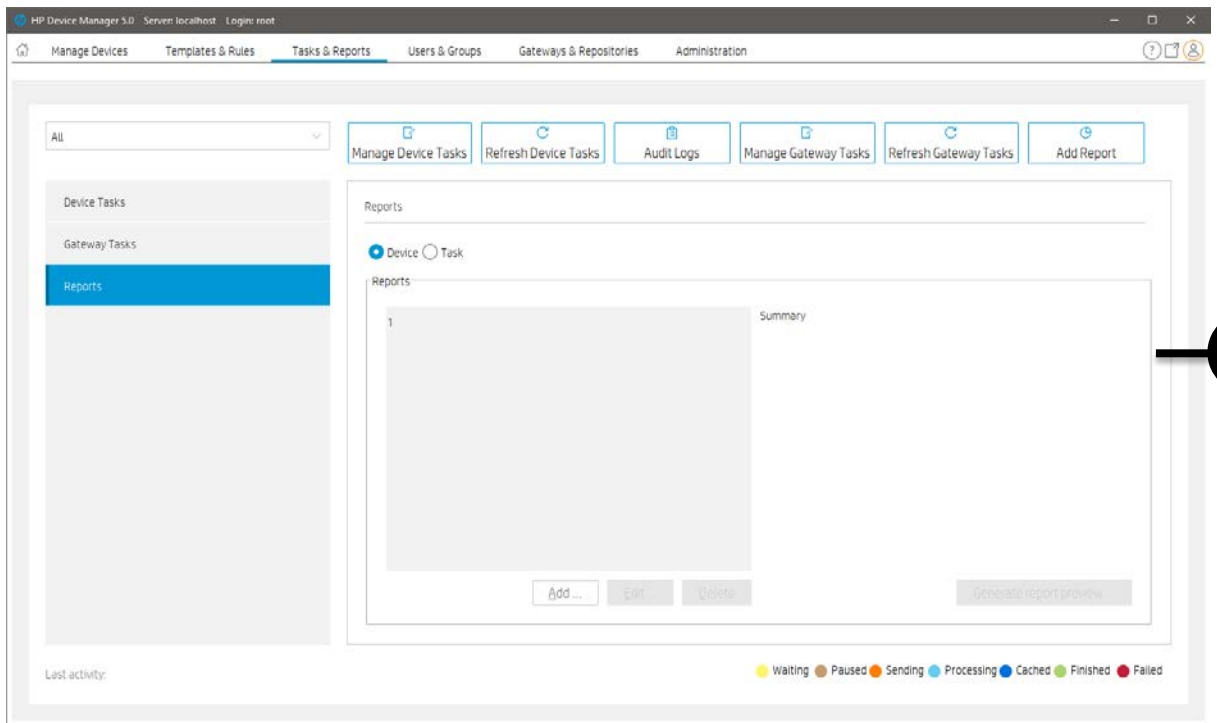 HP Device Manager 5.0 Server: localhost Login: root
Manage Devices Templates & Rules Tasks & Reports Users & Groups Gateways & Repositories Administration
All
Manage Device Tasks Refresh Device Tasks Audit Logs Manage Gateway Tasks Refresh Gateway Tasks Add Report
Device Tasks
Gateway Tasks
Reports
Reports
Device Task
Reports
1
Summary
Add ... Edit ... Delete Generate report preview ...
Last activity:
Waiting Paused Sending Processing Cached Finished Failed